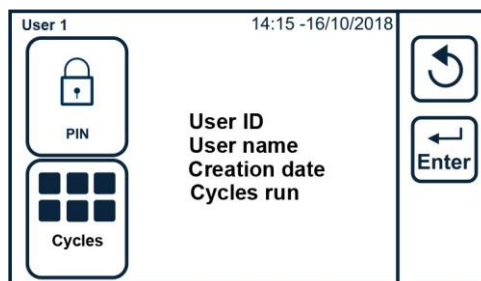 User 1
14:15 -16/10/2018
PIN
User ID
User name
Creation date
Cycles run
Cycles
Enter